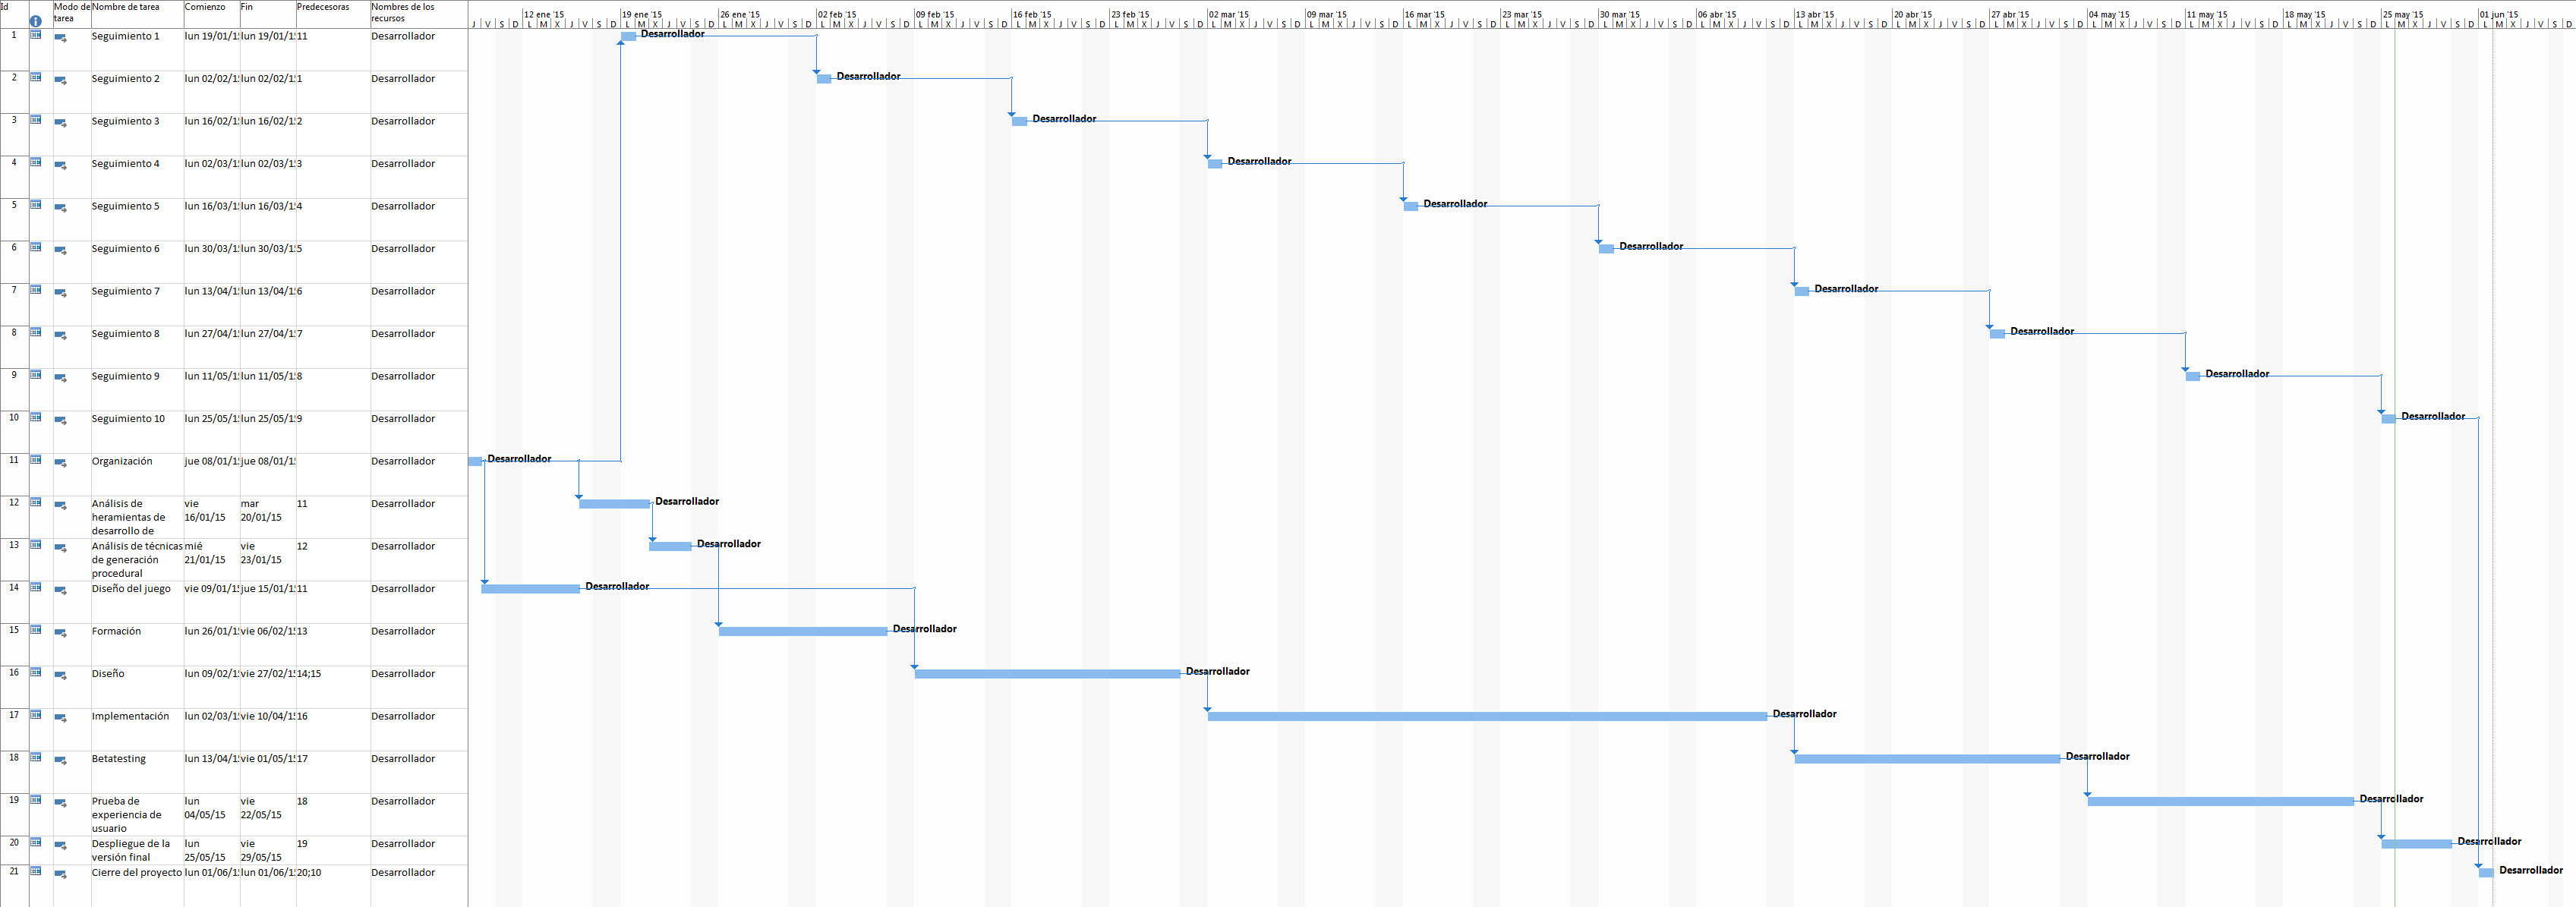 Id Modo de tarea Nombre de tarea Comienzo Fin Predecesoras Nombres de los recursos
12 ene '15 19 ene '15 26 ene '15 02 feb '15 09 feb '15 16 feb '15 23 feb '15 02 mar '15 09 mar '15 16 mar '15 23 mar '15 30 mar '15 06 abr '15 13 abr '15 20 abr '15 27 abr '15 04 may '15 11 may '15 18 may '15 25 may '15 01 jun '15
J V S D L M X J V S D L M X J V S D L M X J V S D L M X J V S D L M X J V S D L M X J V S D L M X J V S D L M X J V S D L M X J V S D L M X J V S D L M X J V S D L M X J V S D L M X J V S D L M X J V S D L M X J V S D L M X J V S D L M X J V S D L M X J V S D L M X J V S D L M X J V S D L M X J V S D
1 Seguimiento 1 lun 19/01/1 lun 19/01/1 11 Desarrollador Desarrollador
2 Seguimiento 2 lun 02/02/1 lun 02/02/1 1 Desarrollador Desarrollador
3 Seguimiento 3 lun 16/02/1 lun 16/02/1 2 Desarrollador Desarrollador
4 Seguimiento 4 lun 02/03/1 lun 02/03/1 3 Desarrollador Desarrollador
5 Seguimiento 5 lun 16/03/1 lun 16/03/1 4 Desarrollador Desarrollador
6 Seguimiento 6 lun 30/03/1 lun 30/03/1 5 Desarrollador Desarrollador
7 Seguimiento 7 lun 13/04/1 lun 13/04/1 6 Desarrollador Desarrollador
8 Seguimiento 8 lun 27/04/1 lun 27/04/1 7 Desarrollador Desarrollador
9 Seguimiento 9 lun 11/05/1 lun 11/05/1 8 Desarrollador Desarrollador
10 Seguimiento 10 lun 25/05/1 lun 25/05/1 9 Desarrollador Desarrollador
11 Organización jue 08/01/1 jue 08/01/1 Desarrollador Desarrollador
12 Análisis de vie mar 11 Desarrollador Desarrollador
heramientas de 16/01/15 20/01/15
desarrollo de
13 Análisis de técnicas mié vie 12 Desarrollador Desarrollador
de generación 21/01/15 23/01/15
procedural
14 Diseño del juego vie 09/01/1 jue 15/01/1 11 Desarrollador Desarrollador
15 Formación lun 26/01/1 vie 06/02/1 13 Desarrollador Desarrollador
16 Diseño lun 09/02/1 vie 27/02/1 14;15 Desarrollador Desarrollador
17 Implementación lun 02/03/1 vie 10/04/1 16 Desarrollador Desarrollador
18 Betatesting lun 13/04/1 vie 01/05/1 17 Desarrollador Desarrollador
19 Prueba de lun vie 18 Desarrollador Desarrollador
experiencia de 04/05/15 22/05/15
usuario
20 Despliegue de la lun vie 19 Desarrollador Desarrollador
versión final 25/05/15 29/05/15
21 Cierre del proyecto lun 01/06/1 lun 01/06/1 20;10 Desarrollador Desarrollador